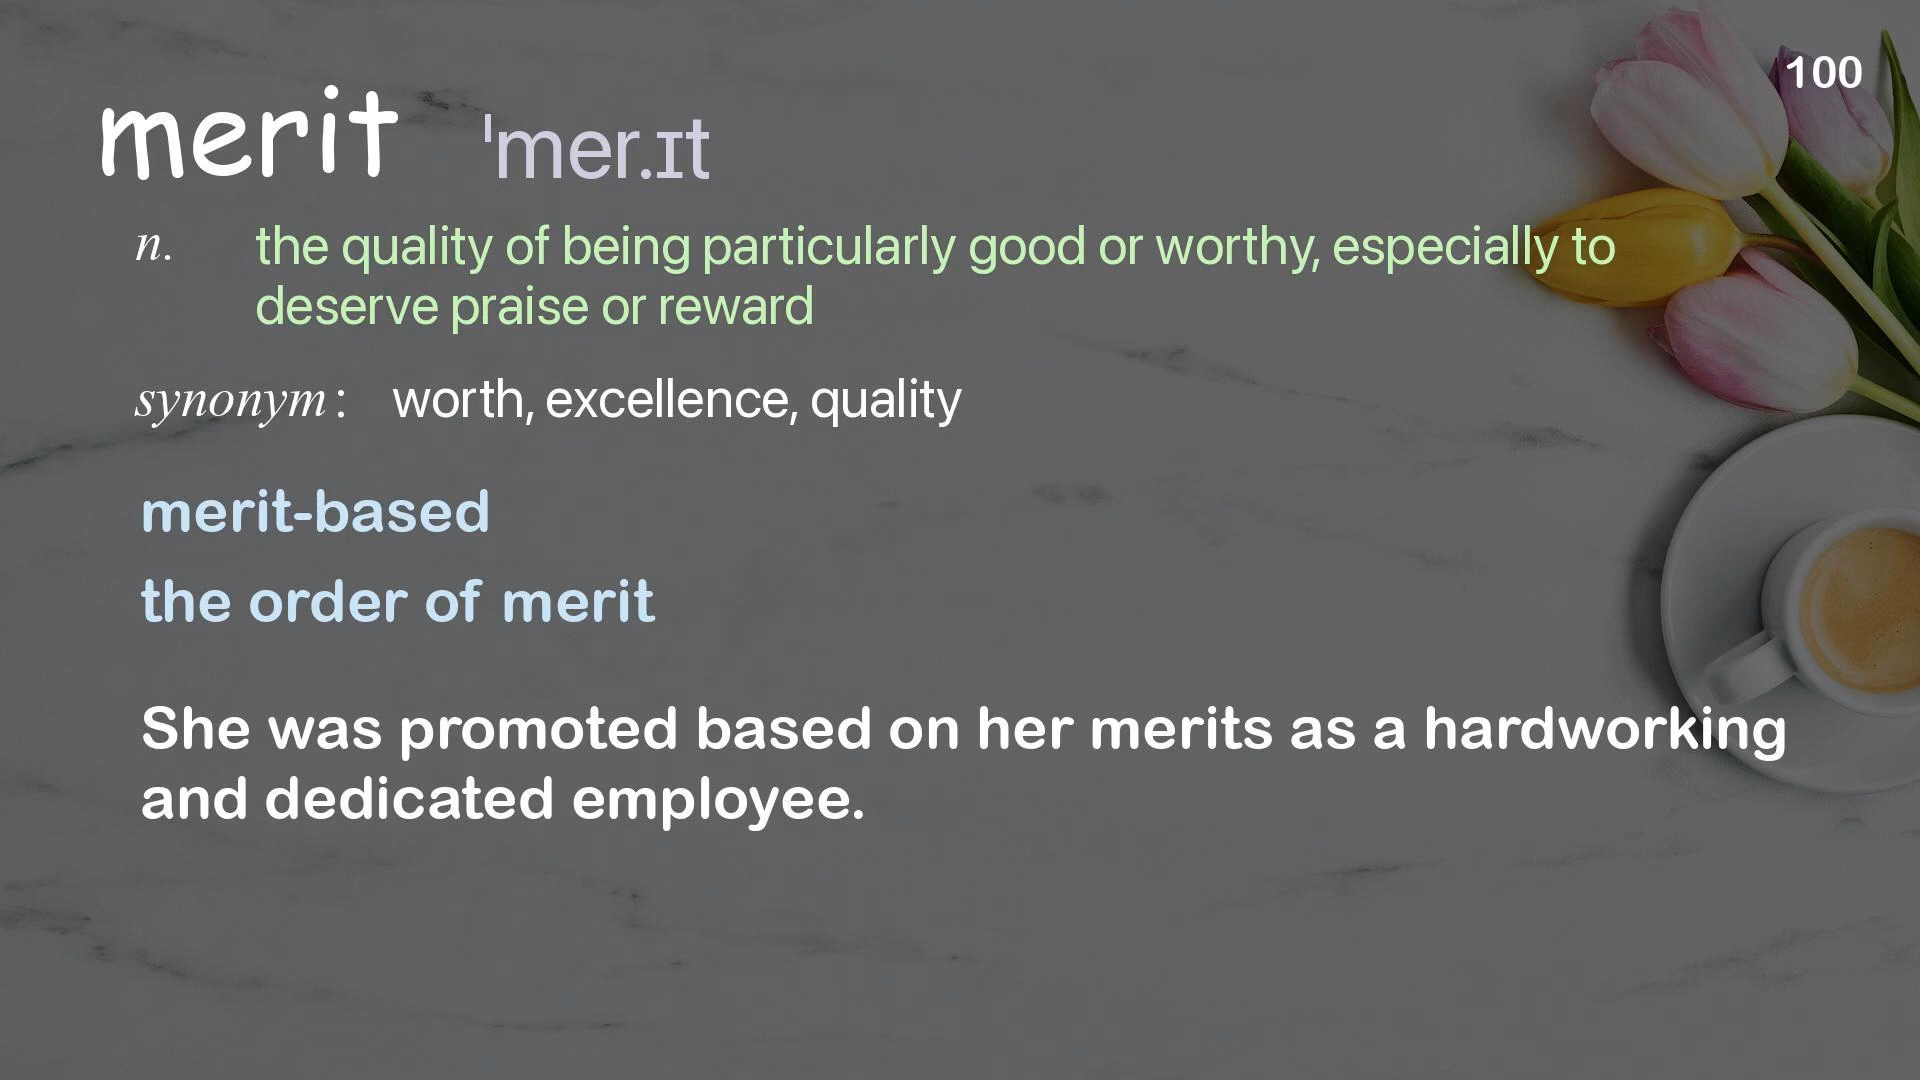 100
merit ˈmer.ɪt
n. the quality of being particularly good or worthy, especially to
deserve praise or reward
synonym: worth, excellence, quality
merit-based
the order of merit
She was promoted based on her merits as a hardworking
and dedicated employee.